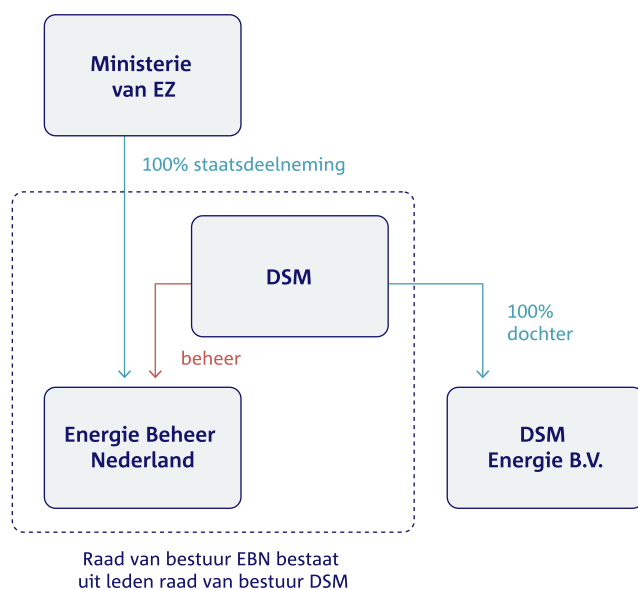 Ministerie
van EZ
100% staatsdeelneming
DSM
100%
dochter
beheer
Energie Beheer
Nederland
DSM
Energie B.V.
Raad van bestuur EBN bestaat
uit leden raad van bestuur DSM